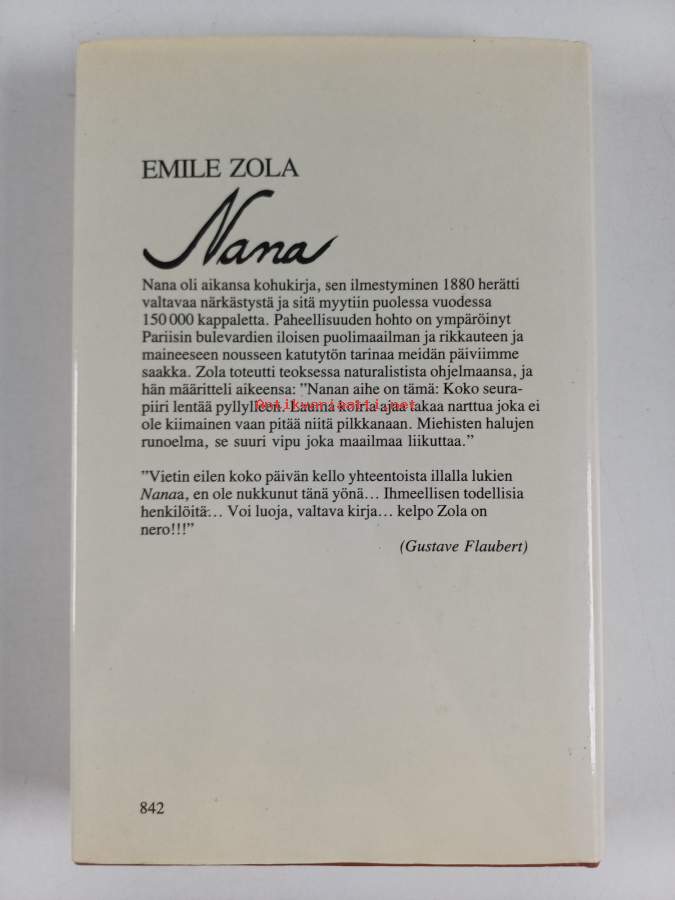 EMILE ZOLA
Nana
Nana oli aikansa kohukirja, sen ilmestyminen 1880 herätti
valtavaa närkästystä ja sitä myytiin puolessa vuodessa
150 000 kappaletta. Paheellisuuden hohto on ympäröinyt
Pariisin bulevardien iloisen puolimaailman ja rikkauteen ja
maineeseen nousseen katutytön tarinaa meidän päiviimme
saakka. Zola toteutti teoksessa naturalistista ohjelmaansa, ja
hän määritteli aikeensa: ”Nanan aihe on tämä: Koko seura-
piiri lentää pyllylleen. Lauma koiria ajaa takaa narttua joka ei
Antikvariaatti.net
ole kiimainen vaan pitää niitä pilkkanaan. Miehisten halujen
runoelma, se suuri vipu joka maailmaa liikuttaa.”
”Vietin eilen koko päivän kello yhteentoista illalla lukien
Nanaa, en ole nukkunut tänä yönä... Ihmeellisen todellisia
henkilöitä... Voi luoja, valtava kirja... kelpo Zola on
nero!!!”
(Gustave Flaubert)
842